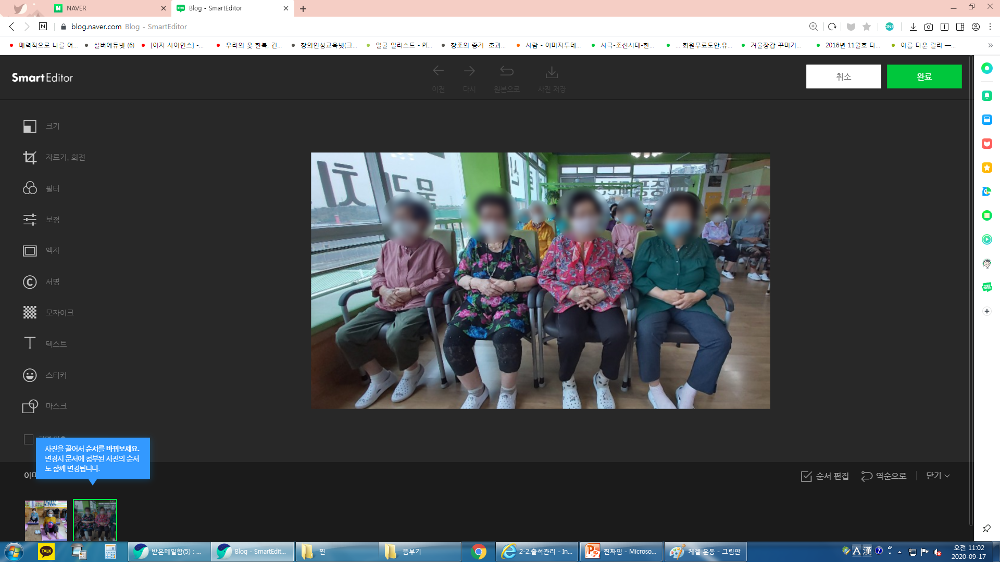 NAVER
Blog - SmartEditor
blog.naver.com Blog - SmartEditor
매력적으로 나를 어...
실버에듀넷 (6)
[이지 사이언스] -...
우리의 옷 한복, 긴...
창의인성교육넷(크...
얼굴 일러스트 - PI...
창조의 증거 초과...
사람 - 이미지투데...
사극-조선시대-한...
... 회원무료도안,유...
겨울장갑 꾸미기...
2016년 11월호 다...
아름 다운 릴리 —...
SmartEditor
이전
다시
원본으로
사진 저장
취소
완료
크기
자르기, 회전
필터
보정
액자
서명
모자이크
텍스트
스티커
마스크
사진을 끌어서 순서를 바꿔보세요.
변경시 문서에 첨부된 사진의 순서
도 함께 변경됩니다.
순서 편집
역순으로
닫기
TALK
받은메일함(5) : ...
Blog - SmartEdit...
찐
뜸부기
2-2.출석관리 - In...
찐짜임 - Microso...
케겔 운동 - 그림판
A 漢
오전 11:02
2020-09-17